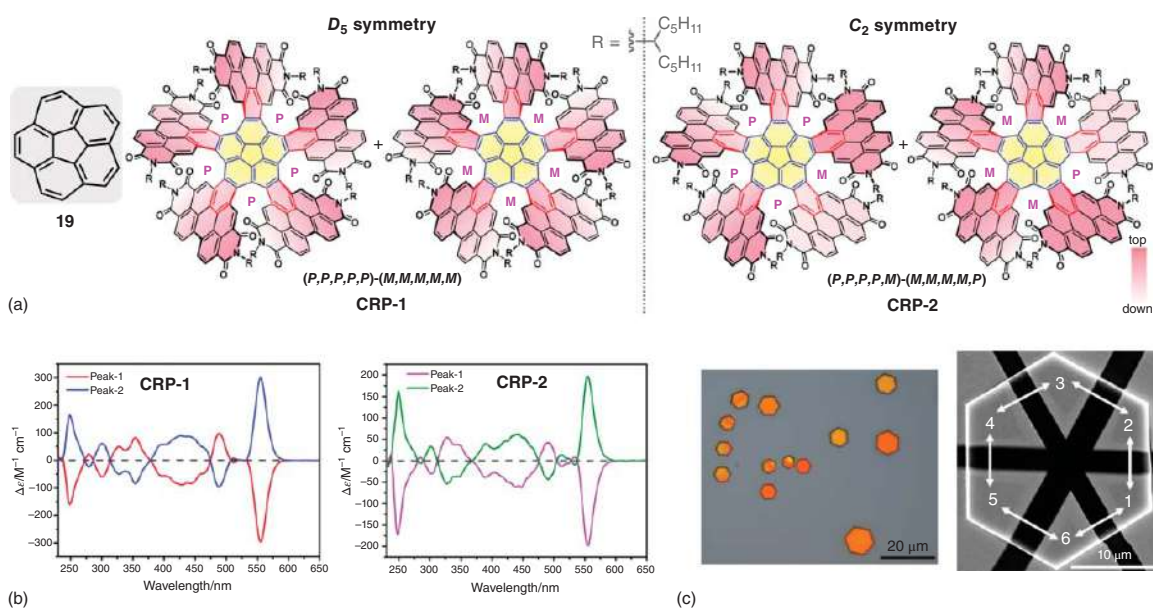 D5 symmetry
C2 symmetry
R =
C5H11
C5H11
19
P P
P P
P
+
M M
M M
M
P P
P M
P
+
M M
M P
M
(P,P,P,P,P)-(M,M,M,M,M)
CRP-1
(P,P,P,P,M)-(M,M,M,M,P)
CRP-2
top
down
(a)
CRP-1
Peak-1
Peak-2
Δε/M⁻¹ cm⁻¹
300
200
100
0
−100
−200
−300
250 300 350 400 450 500 550 600 650
Wavelength/nm
CRP-2
Peak-1
Peak-2
Δε/M⁻¹ cm⁻¹
200
150
100
50
0
−50
−100
−150
−200
250 300 350 400 450 500 550 600 650
Wavelength/nm
(b)
20 μm
3
4 2
5 1
6
10 μm
(c)